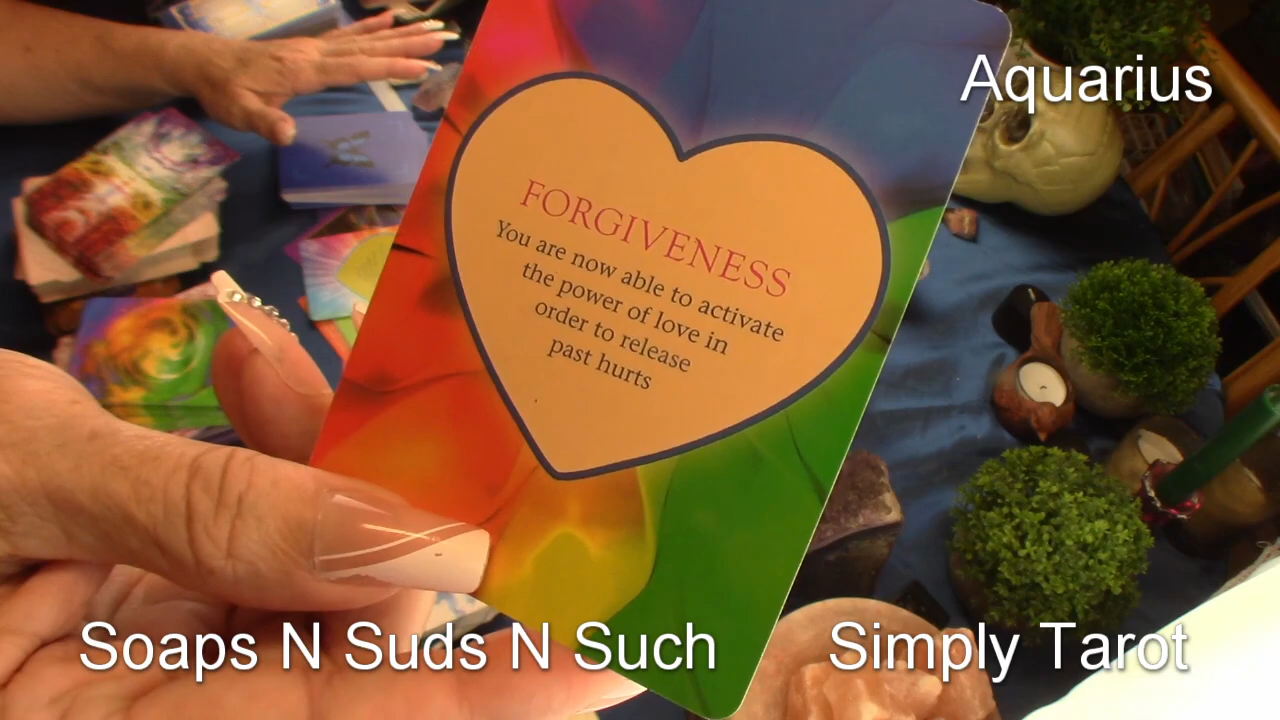 Aquarius
FORGIVENESS
You are now able to activate
the power of love in
order to release
past hurts
Soaps N Suds N Such
Simply Tarot